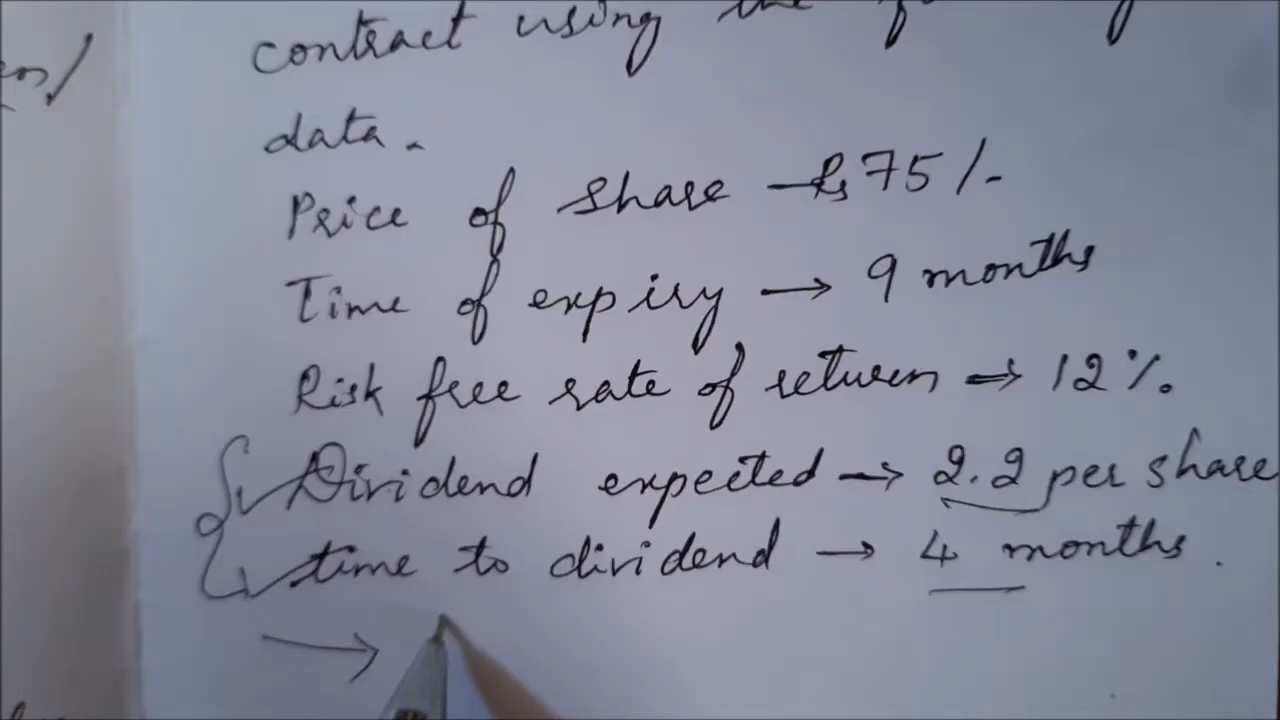 contract using the
data.
Price of share - Rs 75/-
Time of expiry → 9 months
Risk free rate of return → 12%.
Dividend expected → 2.2 per share
time to dividend → 4 months.
→